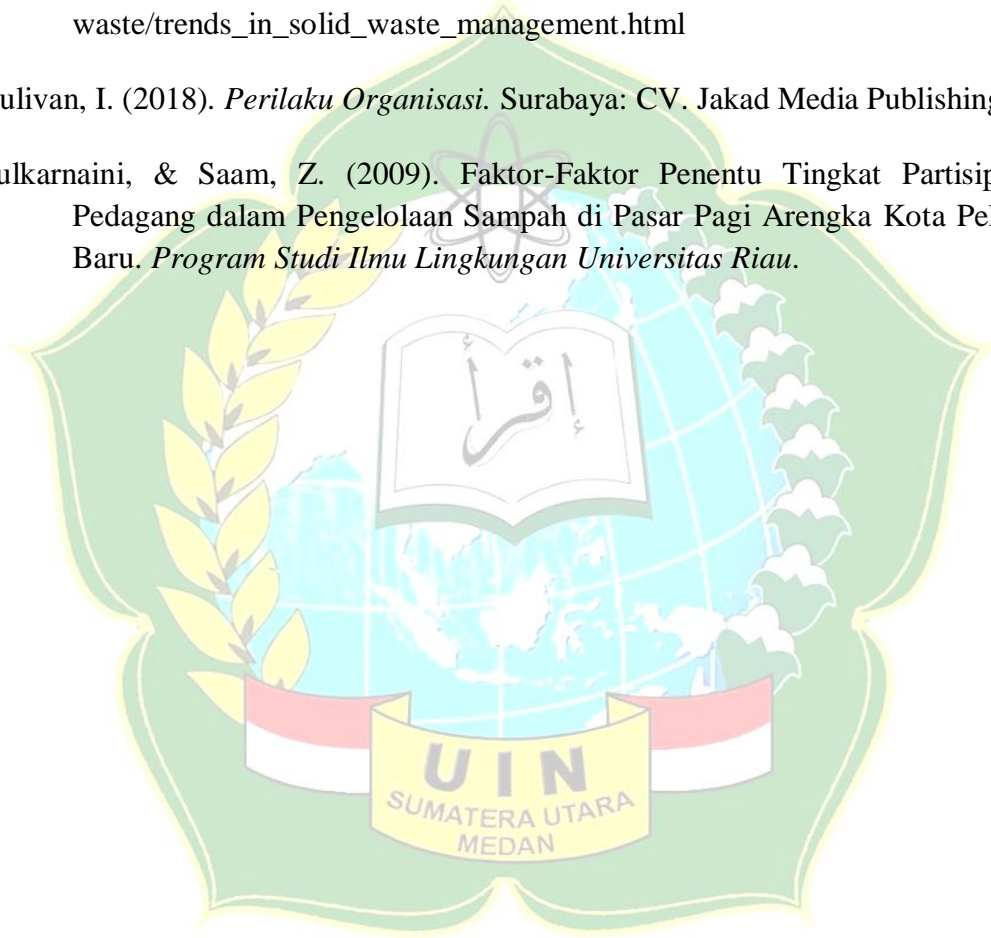 waste/trends_in_solid_waste_management.html
ulivan, I. (2018). Perilaku Organisasi. Surabaya: CV. Jakad Media Publishing
ulkarnaini, & Saam, Z. (2009). Faktor-Faktor Penentu Tingkat Partisip
Pedagang dalam Pengelolaan Sampah di Pasar Pagi Arengka Kota Pe
Baru. Program Studi Ilmu Lingkungan Universitas Riau.
إقرأ
UIN
SUMATERA UTARA
MEDAN